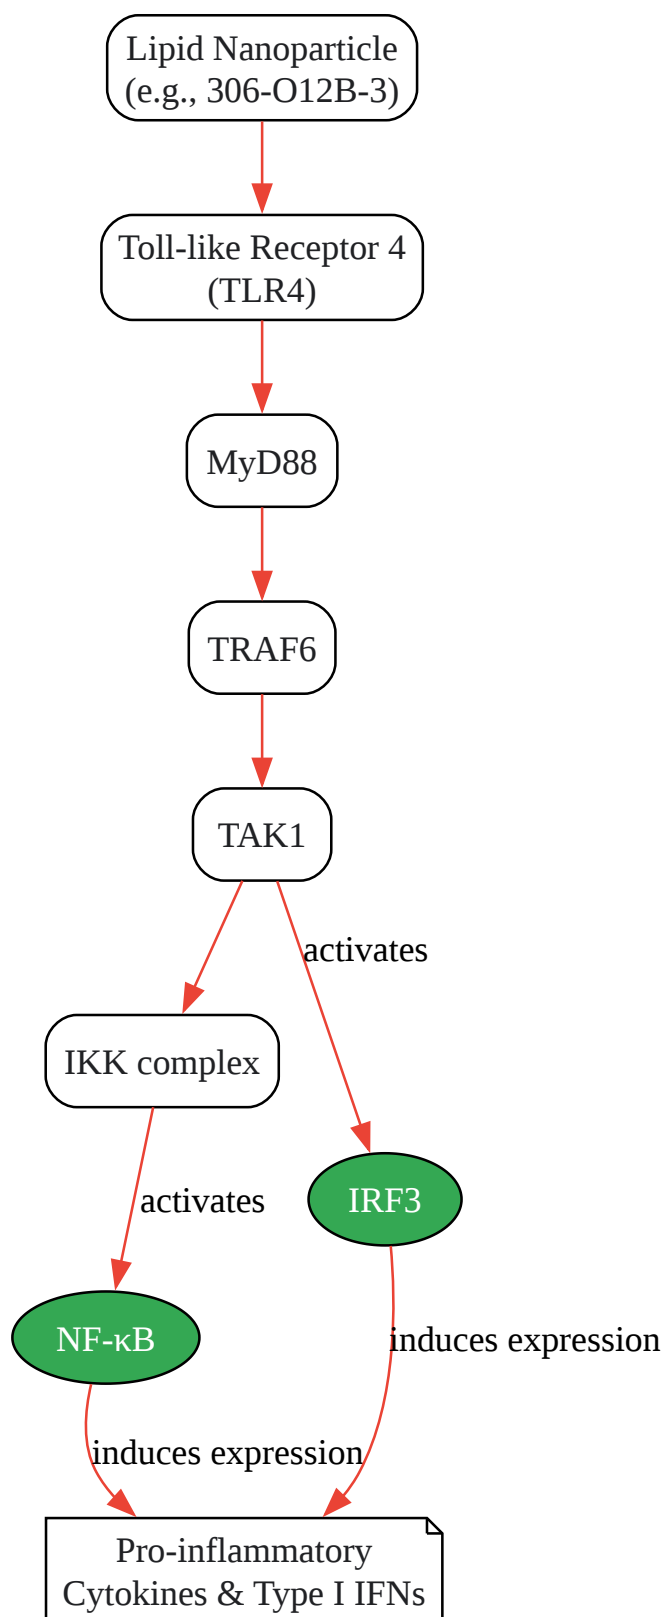 Lipid Nanoparticle
(e.g., 306-O12B-3)
Toll-like Receptor 4
(TLR4)
MyD88
TRAF6
TAK1
activates
IKK complex
activates
IRF3
NF-κB
induces expression
induces expression
Pro-inflammatory
Cytokines & Type I IFNs